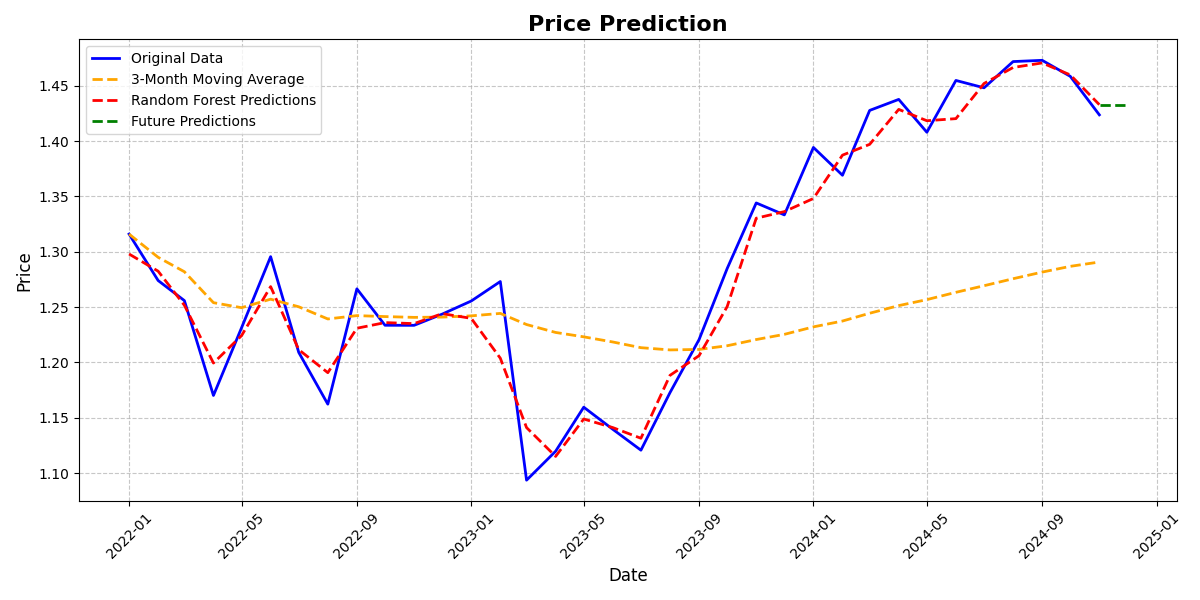 Price Prediction
Original Data
3-Month Moving Average
Random Forest Predictions
Future Predictions
Price
1.45
1.40
1.35
1.30
1.25
1.20
1.15
1.10
2022-01
2022-05
2022-09
2023-01
2023-05
2023-09
2024-01
2024-05
2024-09
2025-01
Date